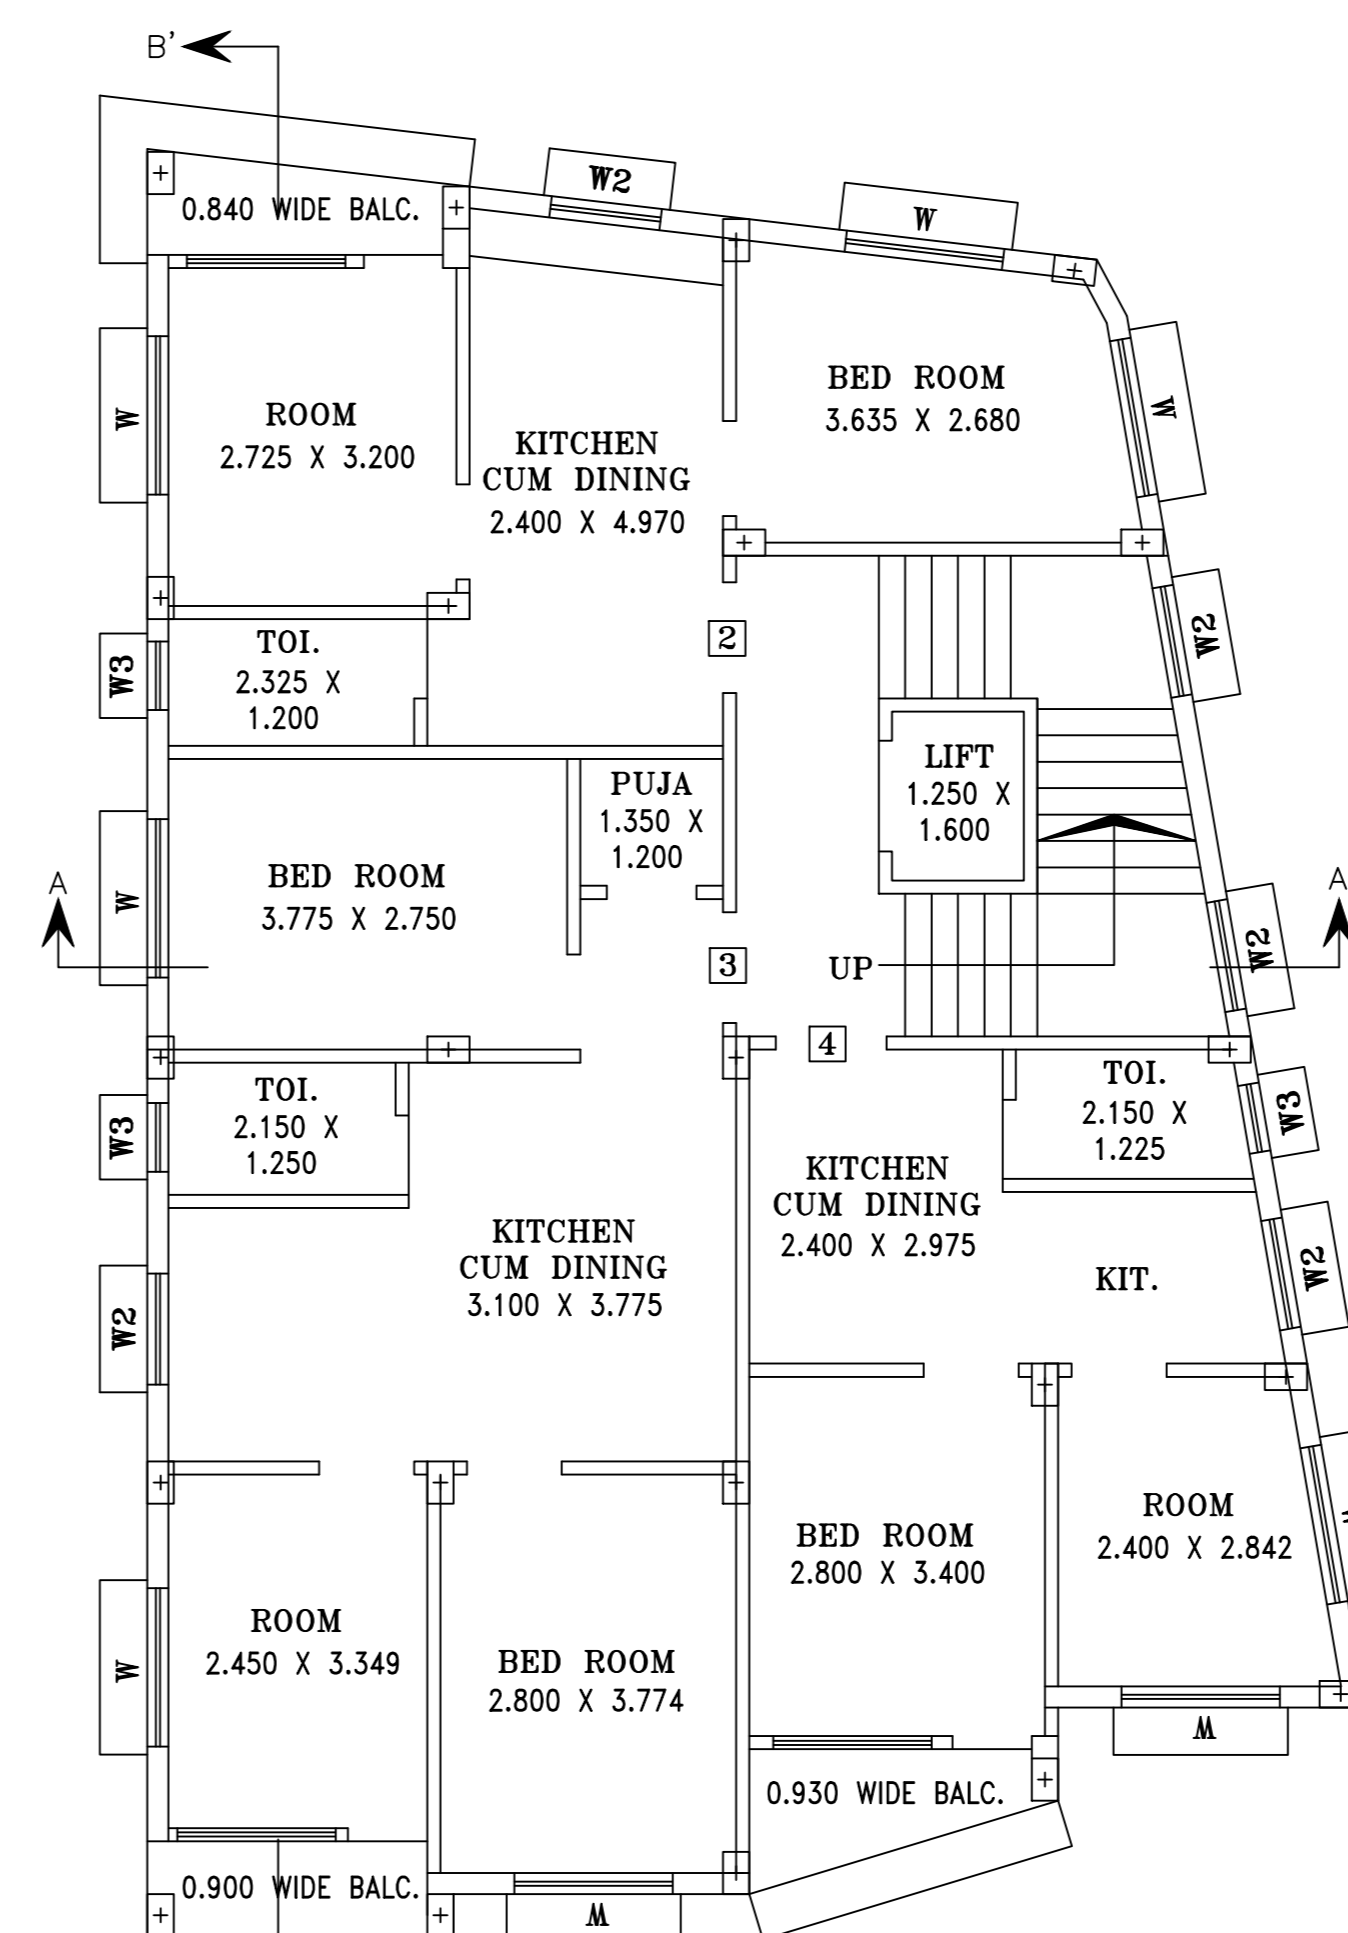 B'
W2
W
0.840 WIDE BALC.
BED ROOM
3.635 X 2.680
W
W
ROOM
2.725 X 3.200
KITCHEN
CUM DINING
2.400 X 4.970
2
W2
W3
TOI.
2.325 X
1.200
LIFT
1.250 X
1.600
PUJA
1.350 X
1.200
A
W
BED ROOM
3.775 X 2.750
3
UP
W2
A
4
W3
TOI.
2.150 X
1.250
TOI.
2.150 X
1.225
W3
KITCHEN
CUM DINING
2.400 X 2.975
KIT.
W2
W2
KITCHEN
CUM DINING
3.100 X 3.775
BED ROOM
2.800 X 3.400
ROOM
2.400 X 2.842
W
ROOM
2.450 X 3.349
BED ROOM
2.800 X 3.774
W
0.930 WIDE BALC.
0.900 WIDE BALC.
W